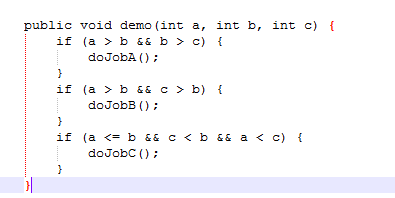 public void demo(int a, int b, int c) {
    if (a > b && b > c) {
        doJobA();
    }
    if (a > b && c > b) {
        doJobB();
    }
    if (a <= b && c < b && a < c) {
        doJobC();
    }
}